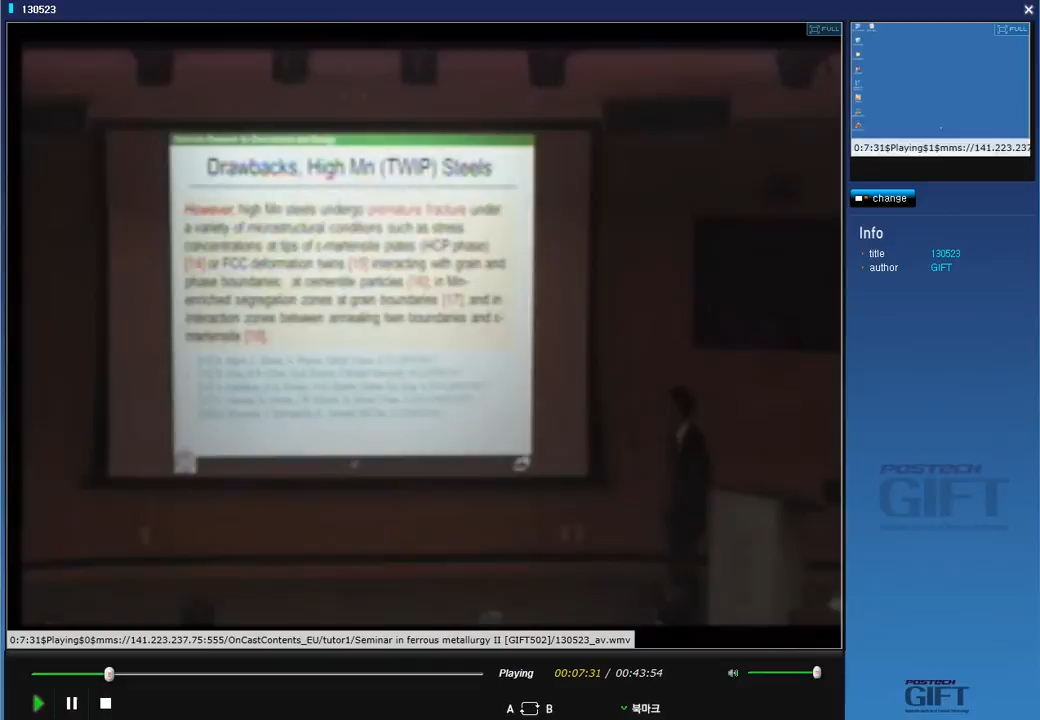 130523
FULL
FULL
Drawbacks. High Mn (TWIP) Steels
However, high Mn steels undergo premature fracture under
a variety of microstructural conditions such as stress
concentrations at tips of ε-martensite plates (HCP phase)
[14] or FCC deformation twins [15] interacting with grain and
phase boundaries; at cementite particles [16]; in Mn-
enriched segregation zones at grain boundaries [17]; and in
interaction zones between annealing twin boundaries and ε-
martensite [18].
0:7:31$Playing$1$mms://141.223.237
change
Info
title 130523
author GIFT
POSTECH
GIFT
0:7:31$Playing$0$mms://141.223.237.75:555/OnCastContents_EU/tutor1/Seminar in ferrous metallurgy II [GIFT502]/130523_av.wmv
Playing 00:07:31 / 00:43:54
A B 북마크
POSTECH
GIFT